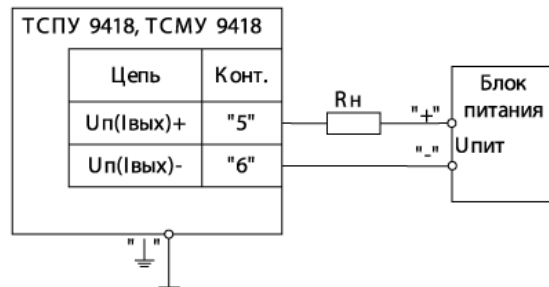 ТСПУ 9418, ТСМУ 9418
Цепь Конт.
Uп(Iвых)+ "5"
Uп(Iвых)- "6"
Rн
"+"
"-"
Блок
питания
Uпит
" "